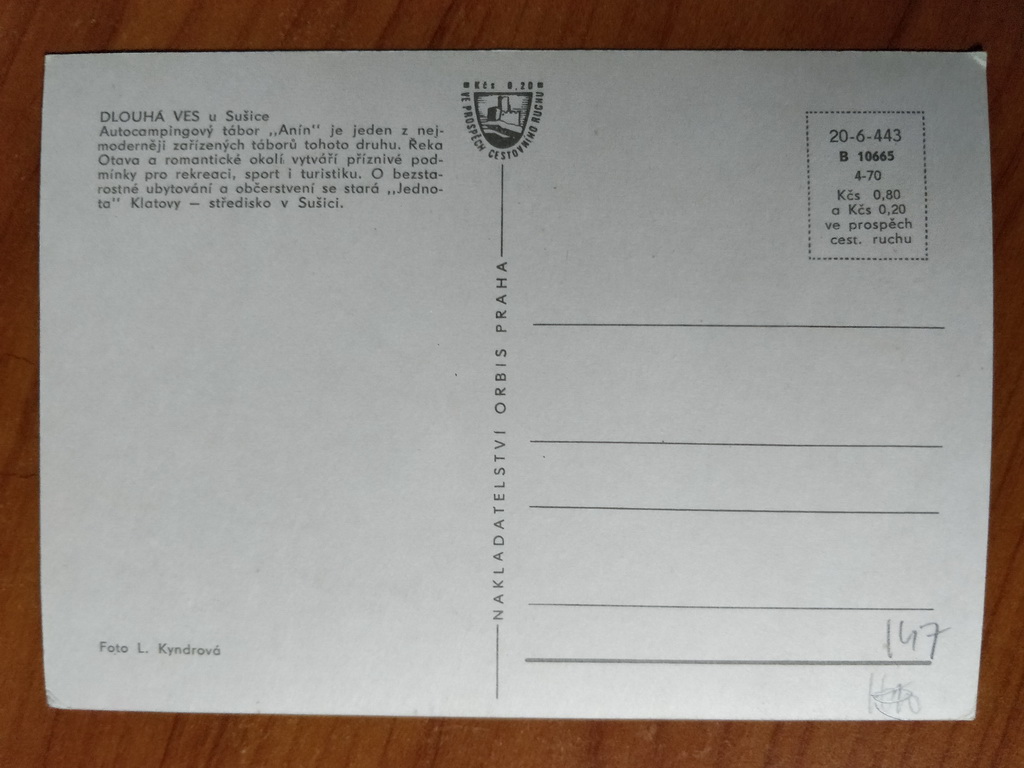 DLOUHÁ VES u Sušice
Autocampingový tábor „Anín" je jeden z nej-
moderněji zařízených táborů tohoto druhu. Řeka
Otava a romantické okolí vytváří příznivé pod-
mínky pro rekreaci, sport i turistiku. O bezsta-
rostné ubytování a občerstvení se stará „Jedno-
ta" Klatovy — středisko v Sušici.
Foto L. Kyndrová
Kčs 0,20
VE PROSPĚCH CESTOVNÍHO RUCHU
NAKLADATELSTVÍ ORBIS PRAHA
20-6-443
B 10665
4-70
Kčs 0,80
a Kčs 0,20
ve prospěch
cest. ruchu
147